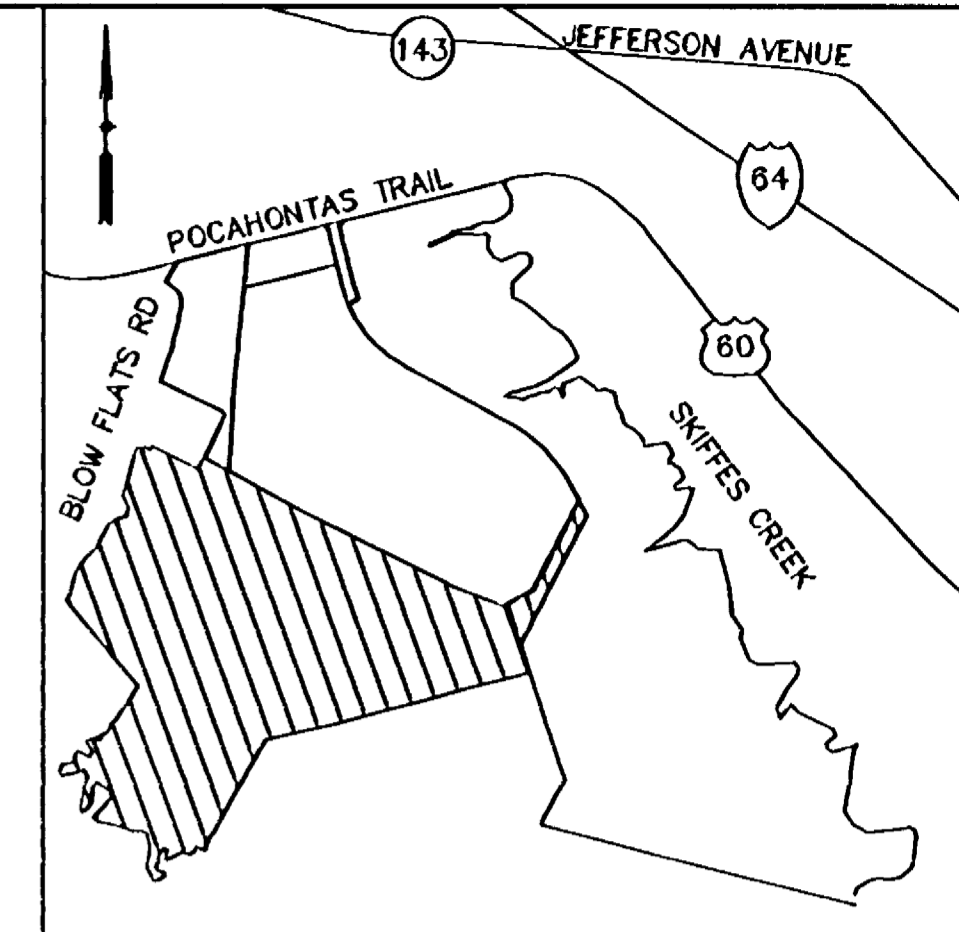 143
JEFFERSON AVENUE
64
POCAHONTAS TRAIL
60
BLOW FLATS RD
SKIFFES CREEK